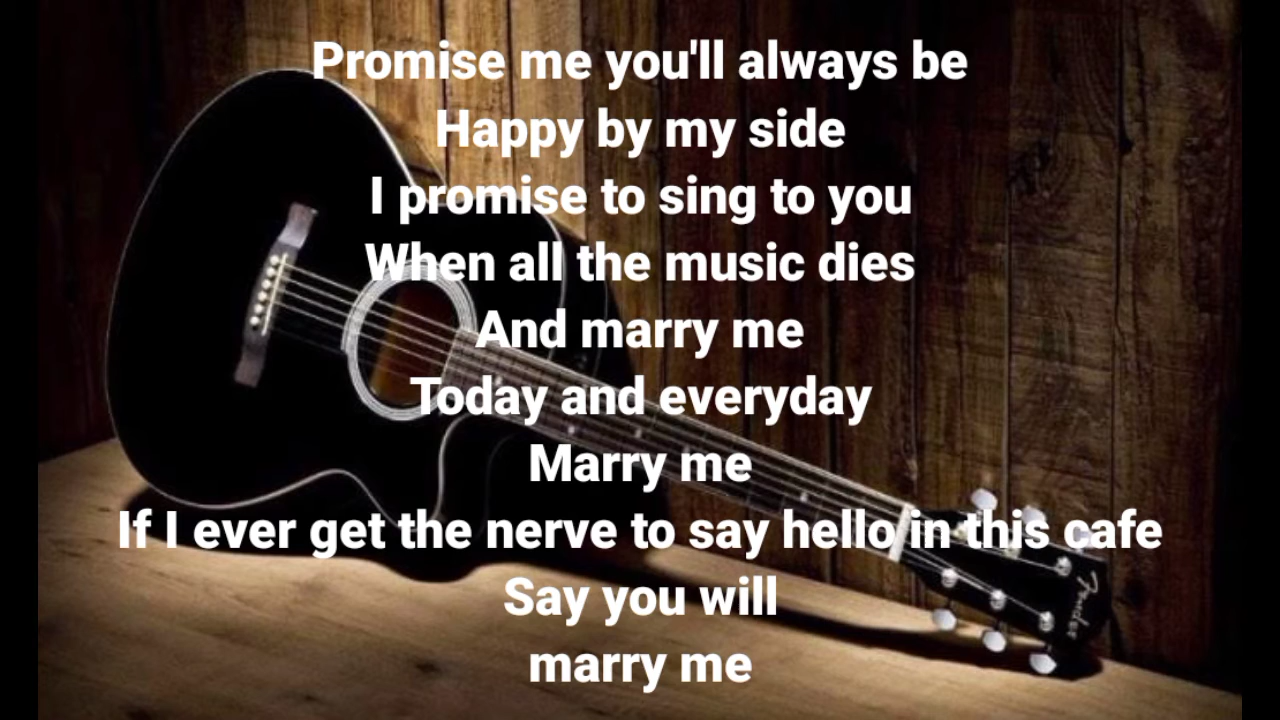 Promise me you'll always be
Happy by my side
I promise to sing to you
When all the music dies
And marry me
Today and everyday
Marry me
If I ever get the nerve to say hello in this cafe
Say you will
marry me
Fender